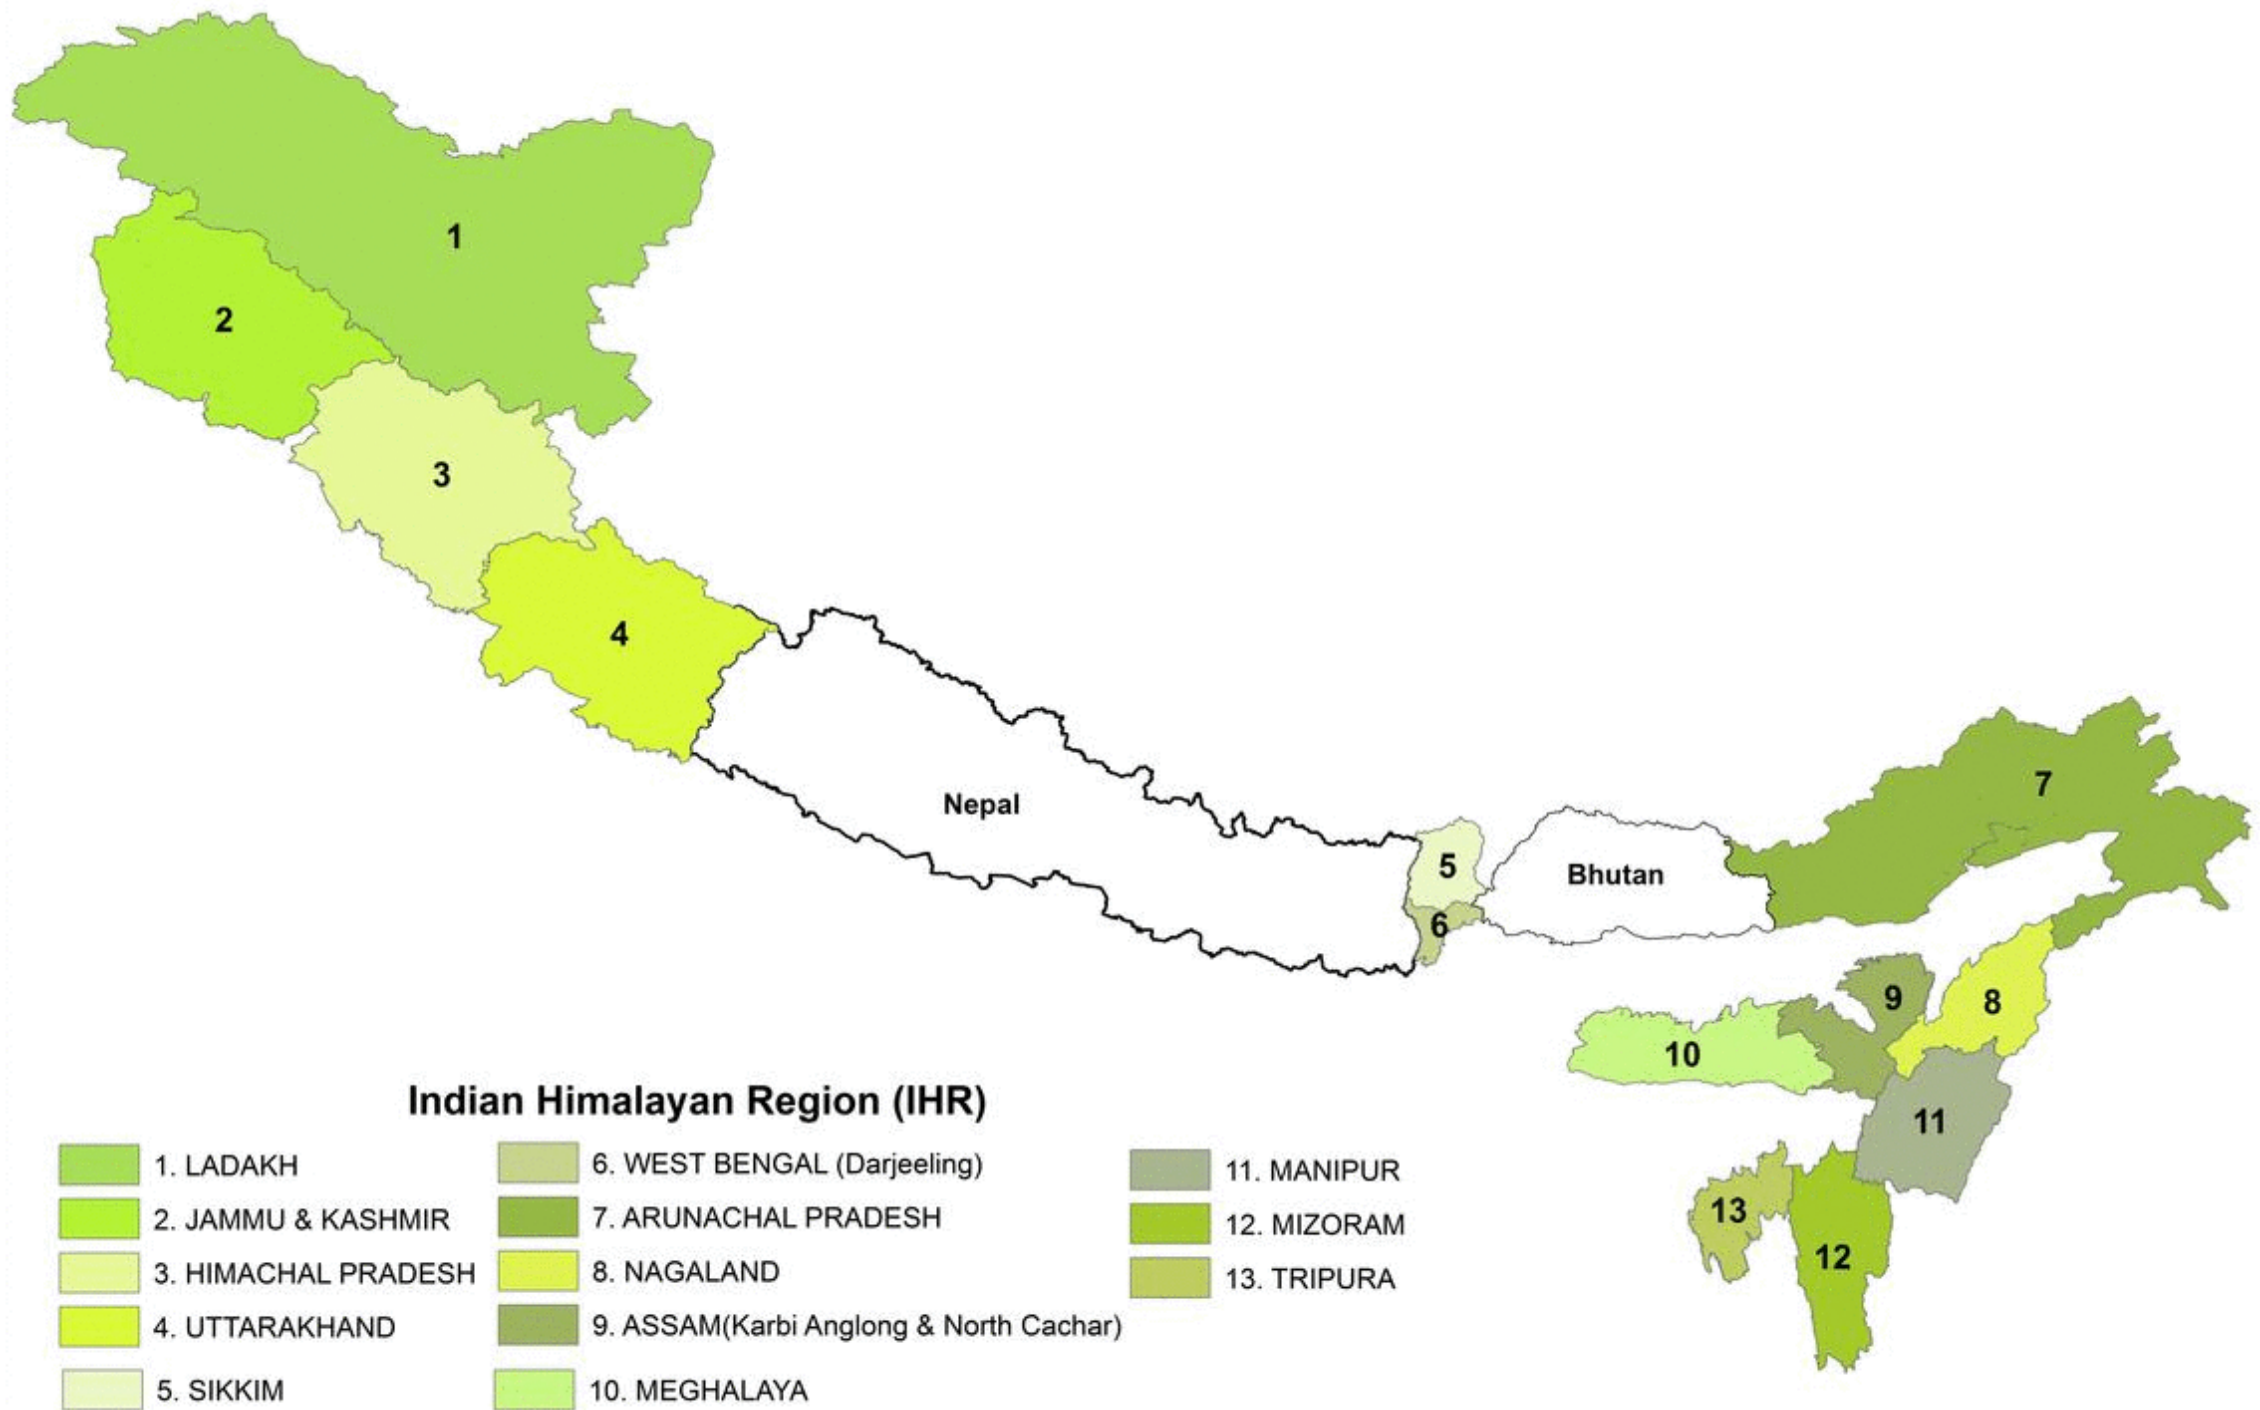 1
2
3
4
Nepal
5
6
Bhutan
7
8
9
10
11
12
13
Indian Himalayan Region (IHR)
1. LADAKH
2. JAMMU & KASHMIR
3. HIMACHAL PRADESH
4. UTTARAKHAND
5. SIKKIM
6. WEST BENGAL (Darjeeling)
7. ARUNACHAL PRADESH
8. NAGALAND
9. ASSAM(Karbi Anglong & North Cachar)
10. MEGHALAYA
11. MANIPUR
12. MIZORAM
13. TRIPURA